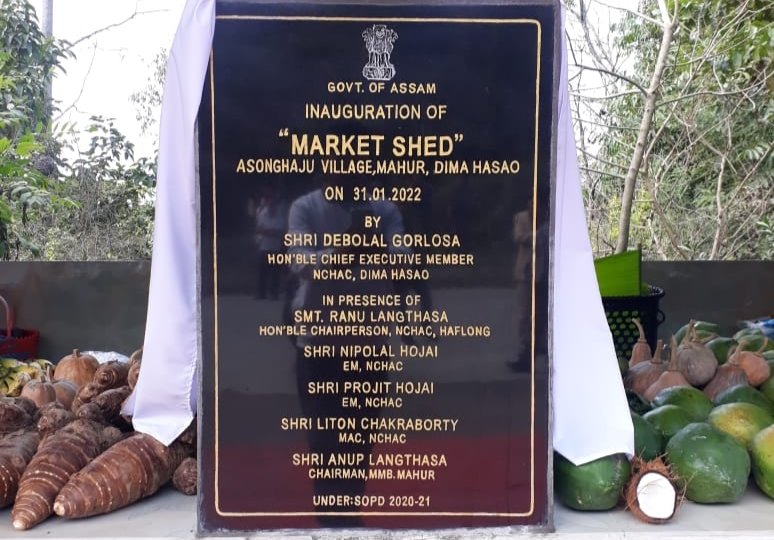 GOVT. OF ASSAM
INAUGURATION OF
"MARKET SHED"
ASONGHAJU VILLAGE,MAHUR, DIMA HASAO
ON 31.01.2022
BY
SHRI DEBOLAL GORLOSA
HON'BLE CHIEF EXECUTIVE MEMBER
NCHAC, DIMA HASAO
IN PRESENCE OF
SMT. RANU LANGTHASA
HON'BLE CHAIRPERSON, NCHAC, HAFLONG
SHRI NIPOLAL HOJAI
EM, NCHAC
SHRI PROJIT HOJAI
EM, NCHAC
SHRI LITON CHAKRABORTY
MAC, NCHAC
SHRI ANUP LANGTHASA
CHAIRMAN,MMB.MAHUR
UNDER:SOPD 2020-21